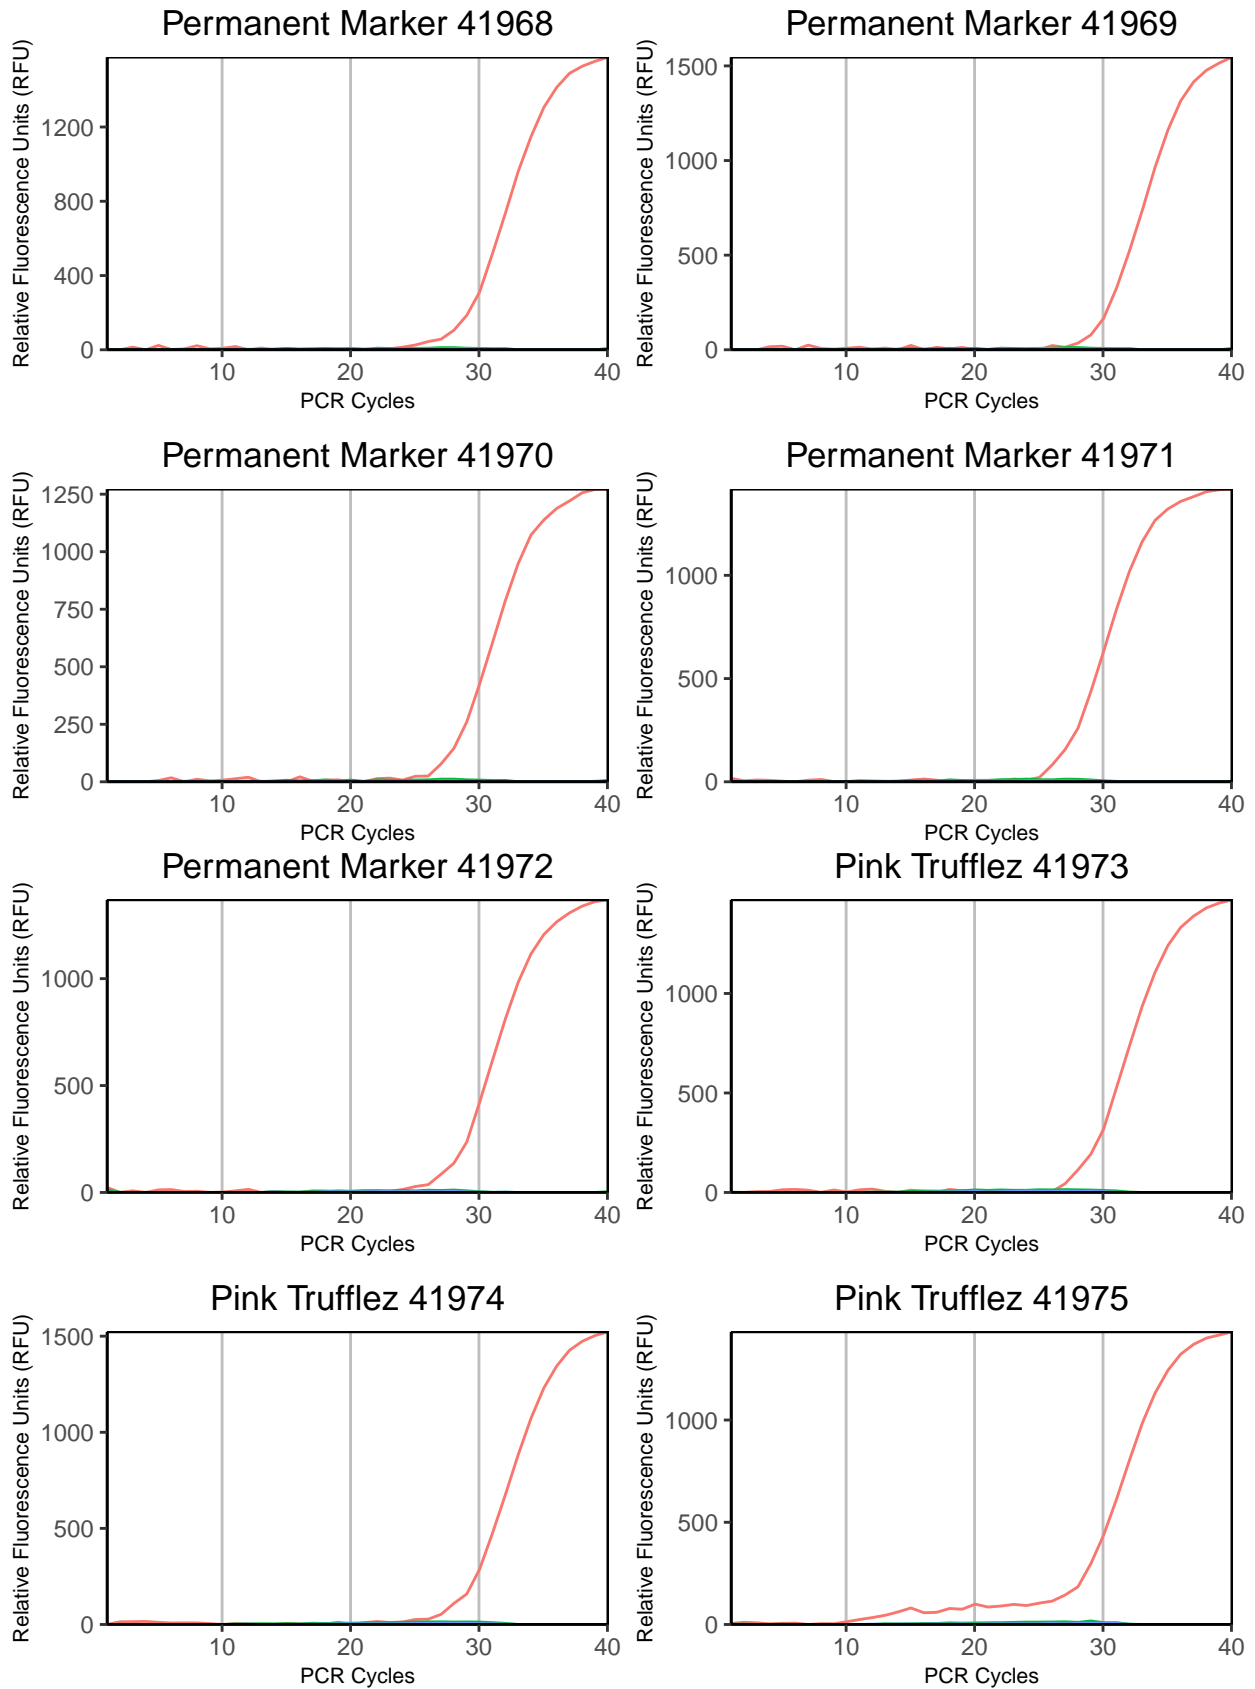 Permanent Marker 41968
Relative Fluorescence Units (RFU)
1200
800
400
0
10 20 30 40
PCR Cycles
Permanent Marker 41969
Relative Fluorescence Units (RFU)
1500
1000
500
0
10 20 30 40
PCR Cycles
Permanent Marker 41970
Relative Fluorescence Units (RFU)
1250
1000
750
500
250
0
10 20 30 40
PCR Cycles
Permanent Marker 41971
Relative Fluorescence Units (RFU)
1000
500
0
10 20 30 40
PCR Cycles
Permanent Marker 41972
Relative Fluorescence Units (RFU)
1000
500
0
10 20 30 40
PCR Cycles
Pink Trufflez 41973
Relative Fluorescence Units (RFU)
1000
500
0
10 20 30 40
PCR Cycles
Pink Trufflez 41974
Relative Fluorescence Units (RFU)
1500
1000
500
0
10 20 30 40
PCR Cycles
Pink Trufflez 41975
Relative Fluorescence Units (RFU)
1000
500
0
10 20 30 40
PCR Cycles